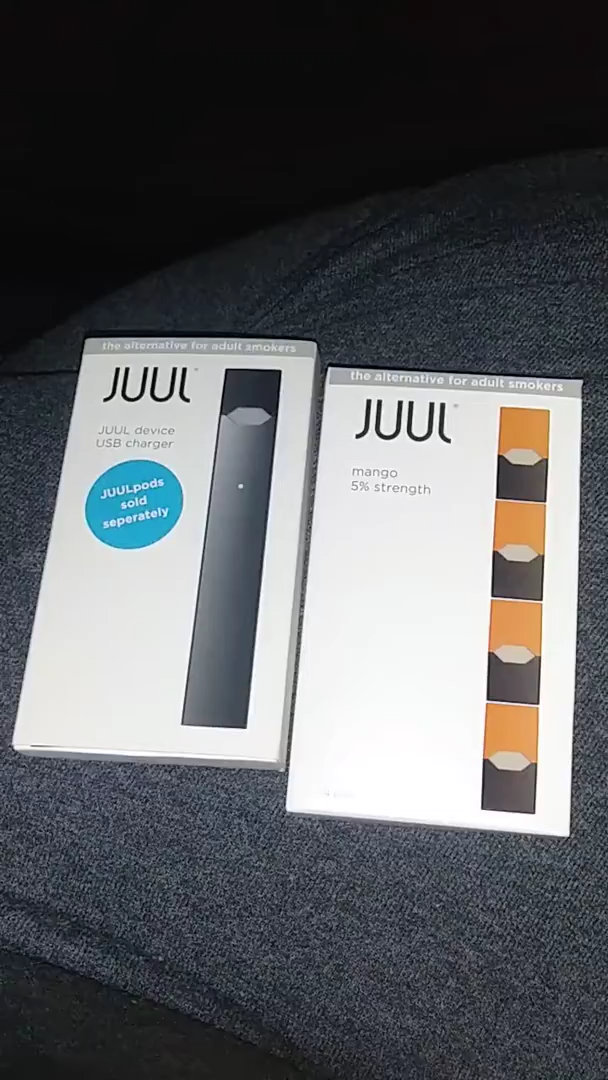 the alternative for adult smokers
JUUL
JUUL device
USB charger
JUULpods
sold
seperately
the alternative for adult smokers
JUUL
mango
5% strength